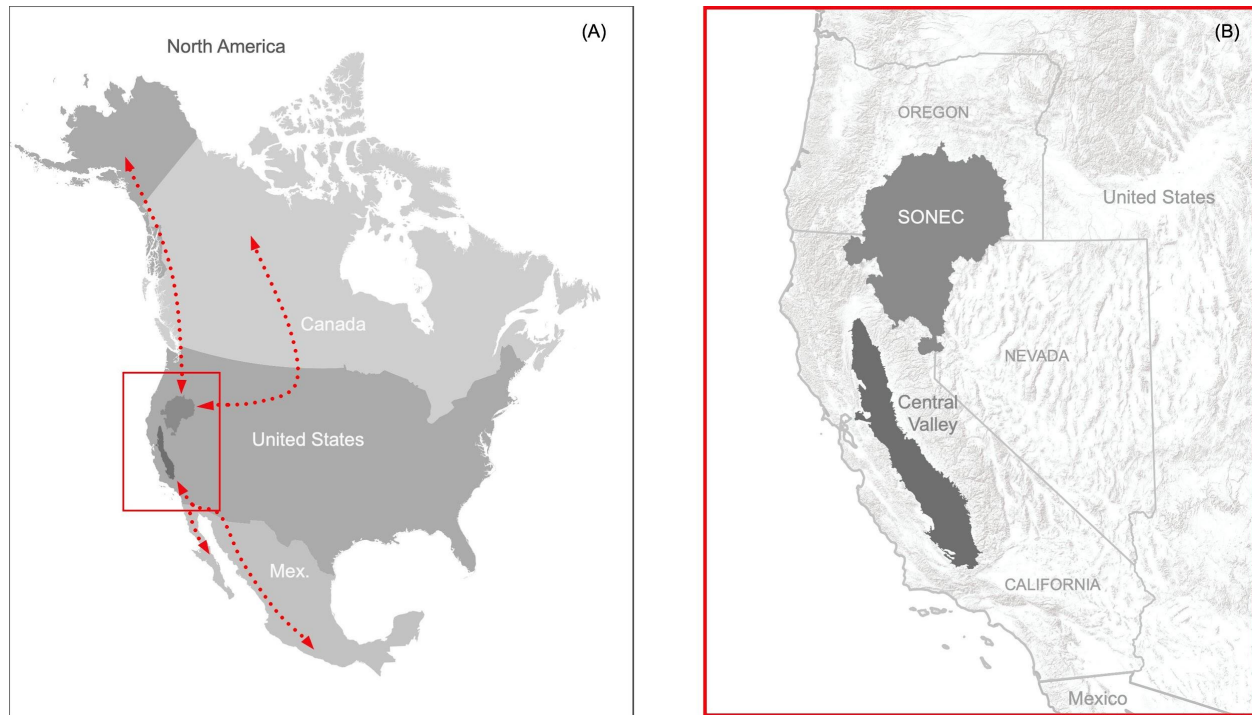 North America
(A)
Canada
United States
Mex.
(B)
OREGON
United States
SONEC
NEVADA
Central
Valley
CALIFORNIA
Mexico